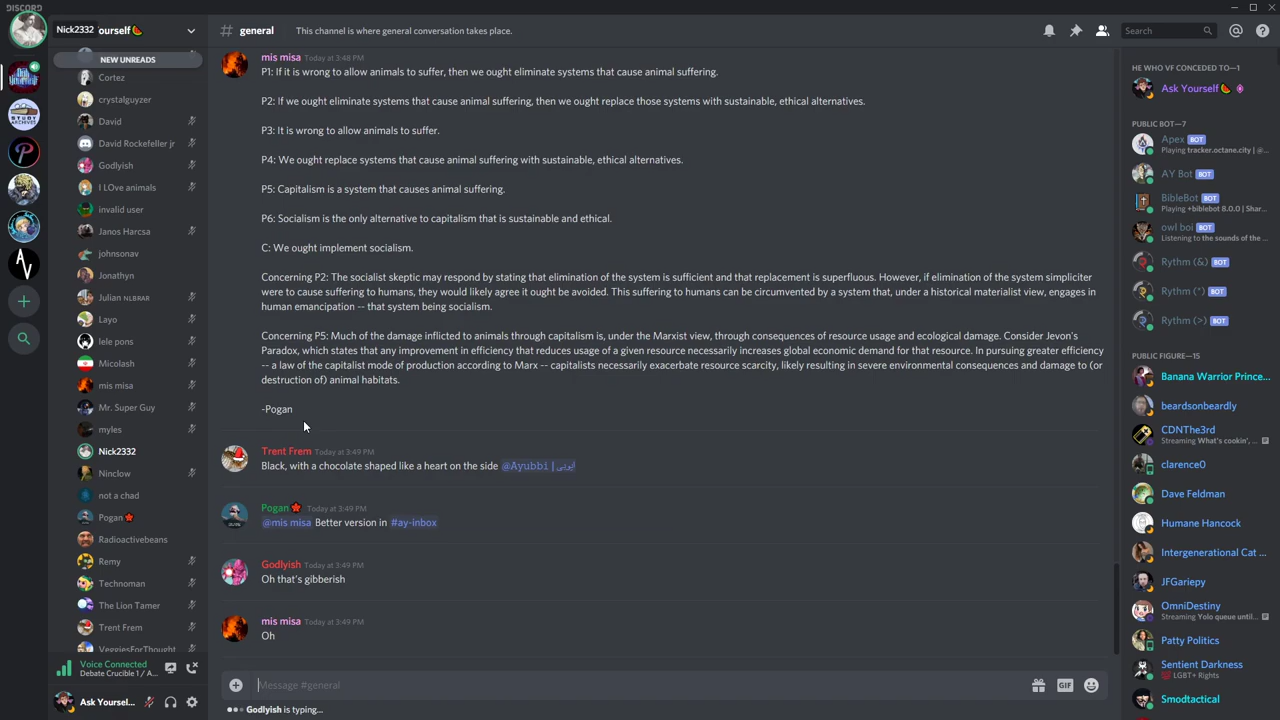 DISCORD
Nick2332
ourself🍉
# general
This channel is where general conversation takes place.
Search
NEW UNREADS
Cortez
crystalguyzer
David
David Rockefeller jr
Godlyish
I LOve animals
invalid user
Janos Harcsa
johnsonav
Jonathyn
Julian NLBRAR
Layo
lele pons
Micolash
mis misa
Mr. Super Guy
myles
Nick2332
Ninclow
not a chad
Pogan
Radioactivebeans
Remy
Technoman
The Lion Tamer
Trent Frem
VeggiesForThought
Voice Connected
Debate Crucible 1 / A...
Ask Yoursel...
mis misa Today at 3:48 PM
P1: If it is wrong to allow animals to suffer, then we ought eliminate systems that cause animal suffering.
P2: If we ought eliminate systems that cause animal suffering, then we ought replace those systems with sustainable, ethical alternatives.
P3: It is wrong to allow animals to suffer.
P4: We ought replace systems that cause animal suffering with sustainable, ethical alternatives.
P5: Capitalism is a system that causes animal suffering.
P6: Socialism is the only alternative to capitalism that is sustainable and ethical.
C: We ought implement socialism.
Concerning P2: The socialist skeptic may respond by stating that elimination of the system is sufficient and that replacement is superfluous. However, if elimination of the system simpliciter
were to cause suffering to humans, they would likely agree it ought be avoided. This suffering to humans can be circumvented by a system that, under a historical materialist view, engages in
human emancipation -- that system being socialism.
Concerning P5: Much of the damage inflicted to animals through capitalism is, under the Marxist view, through consequences of resource usage and ecological damage. Consider Jevon's
Paradox, which states that any improvement in efficiency that reduces usage of a given resource necessarily increases global economic demand for that resource. In pursuing greater efficiency
-- a law of the capitalist mode of production according to Marx -- capitalists necessarily exacerbate resource scarcity, likely resulting in severe environmental consequences and damage to (or
destruction of) animal habitats.
-Pogan
Trent Frem Today at 3:49 PM
Black, with a chocolate shaped like a heart on the side @Ayubbi | ایوبی
Pogan Today at 3:49 PM
@mis misa Better version in #ay-inbox
Godlyish Today at 3:49 PM
Oh that's gibberish
mis misa Today at 3:49 PM
Oh
Message #general
GIF
Godlyish is typing...
HE WHO VF CONCEDED TO—1
Ask Yourself🍉
PUBLIC BOT—7
Apex BOT
Playing tracker.octane.city | @...
AY Bot BOT
BibleBot BOT
Playing +biblebot 8.0.0 | Shar...
owl boi BOT
Listening to the sounds of the ...
Rythm (&) BOT
Rythm (*) BOT
Rythm (>) BOT
PUBLIC FIGURE—15
Banana Warrior Prince...
beardsonbeardly
CDNThe3rd
Streaming What's cookin', ...
clarence0
Dave Feldman
Humane Hancock
Intergenerational Cat ...
JFGariepy
OmniDestiny
Streaming Yolo queue until...
Patty Politics
Sentient Darkness
LGBT+ Rights
Smodtactical